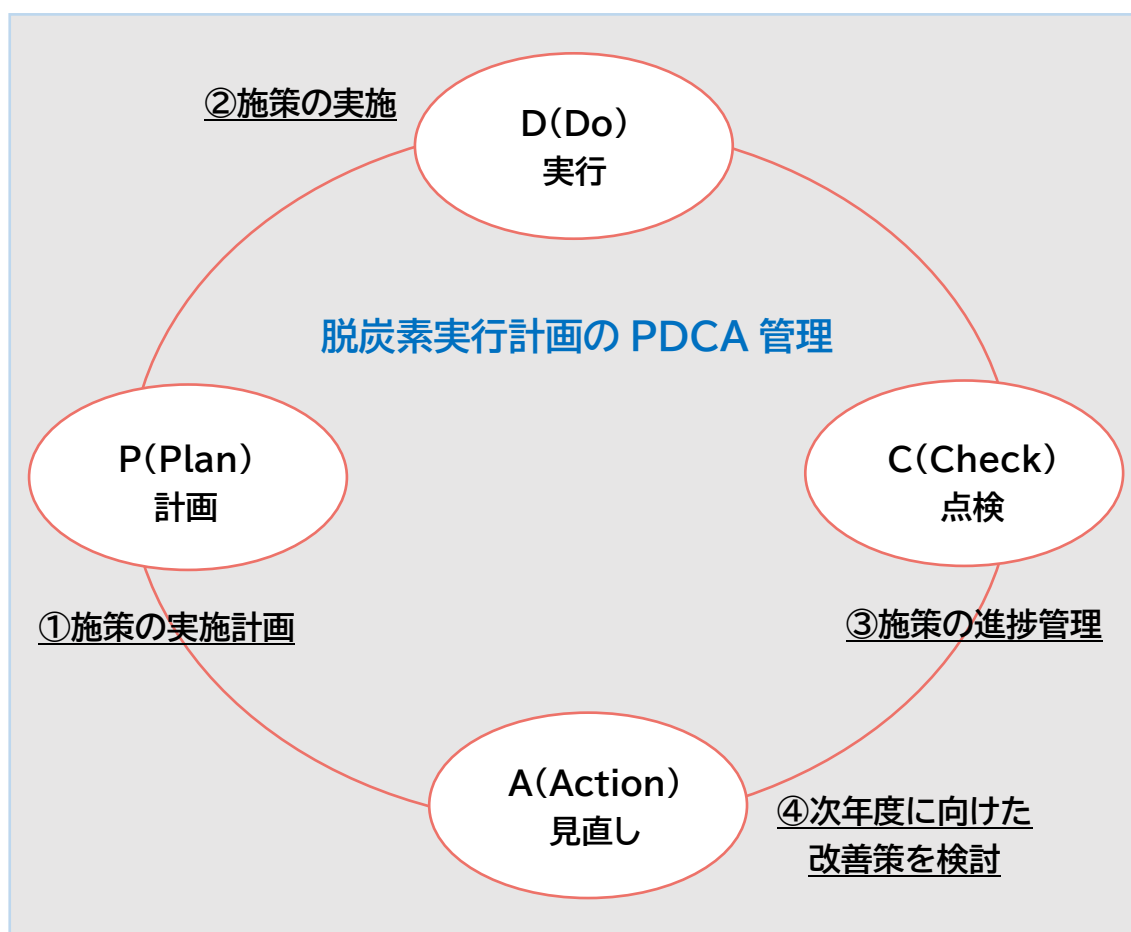 ②施策の実施
D(Do)
実行
脱炭素実行計画の PDCA 管理
P(Plan)
計画
C(Check)
点検
①施策の実施計画
③施策の進捗管理
A(Action)
見直し
④次年度に向けた
改善策を検討